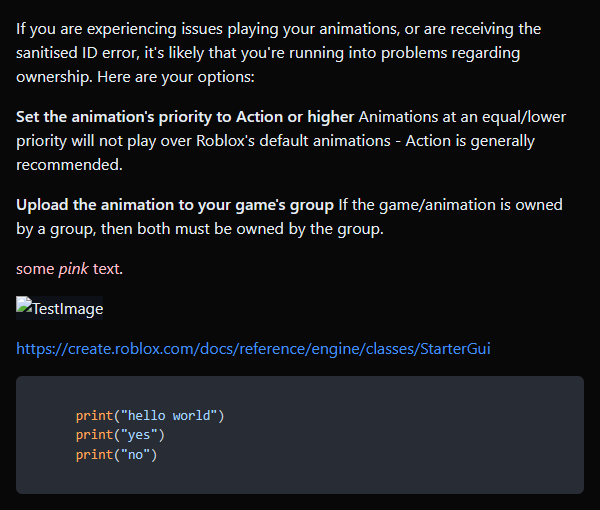 If you are experiencing issues playing your animations, or are receiving the
sanitised ID error, it's likely that you're running into problems regarding
ownership. Here are your options:
Set the animation's priority to Action or higher Animations at an equal/lower
priority will not play over Roblox's default animations - Action is generally
recommended.
Upload the animation to your game's group If the game/animation is owned
by a group, then both must be owned by the group.
some pink text.
TestImage
https://create.roblox.com/docs/reference/engine/classes/StarterGui
print("hello world")
print("yes")
print("no")